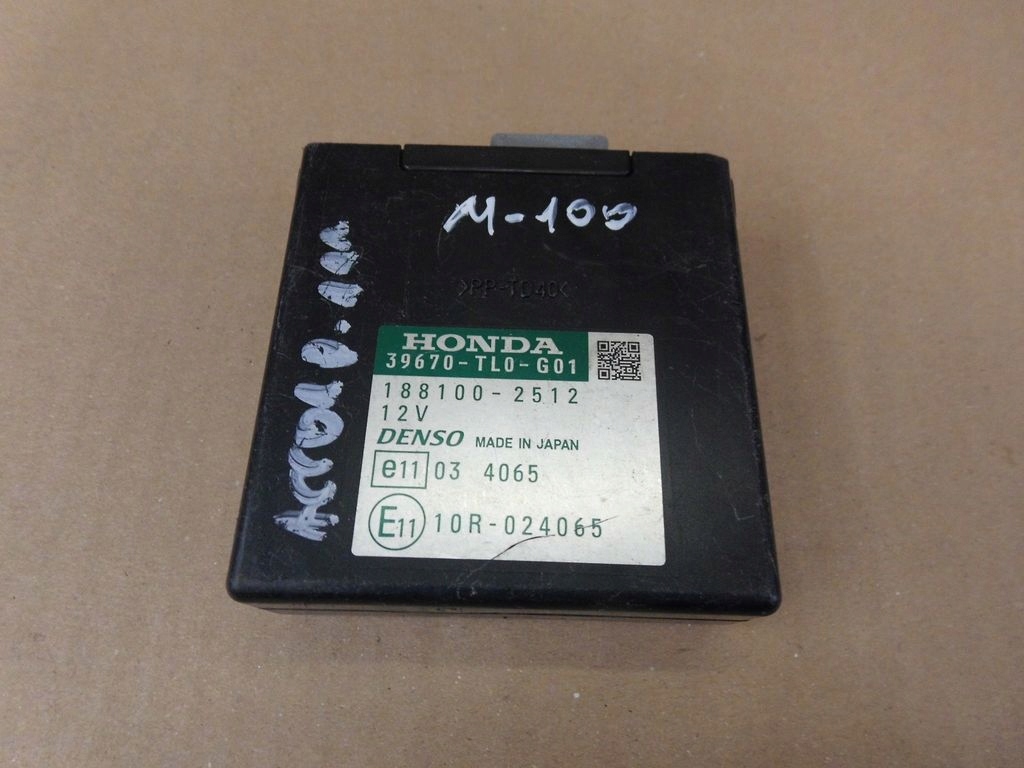 M-100
>PP-TD40<
HONDA
39670-TL0-G01
188100-2512
12V
DENSO MADE IN JAPAN
e11 03 4065
E11 10R-024065